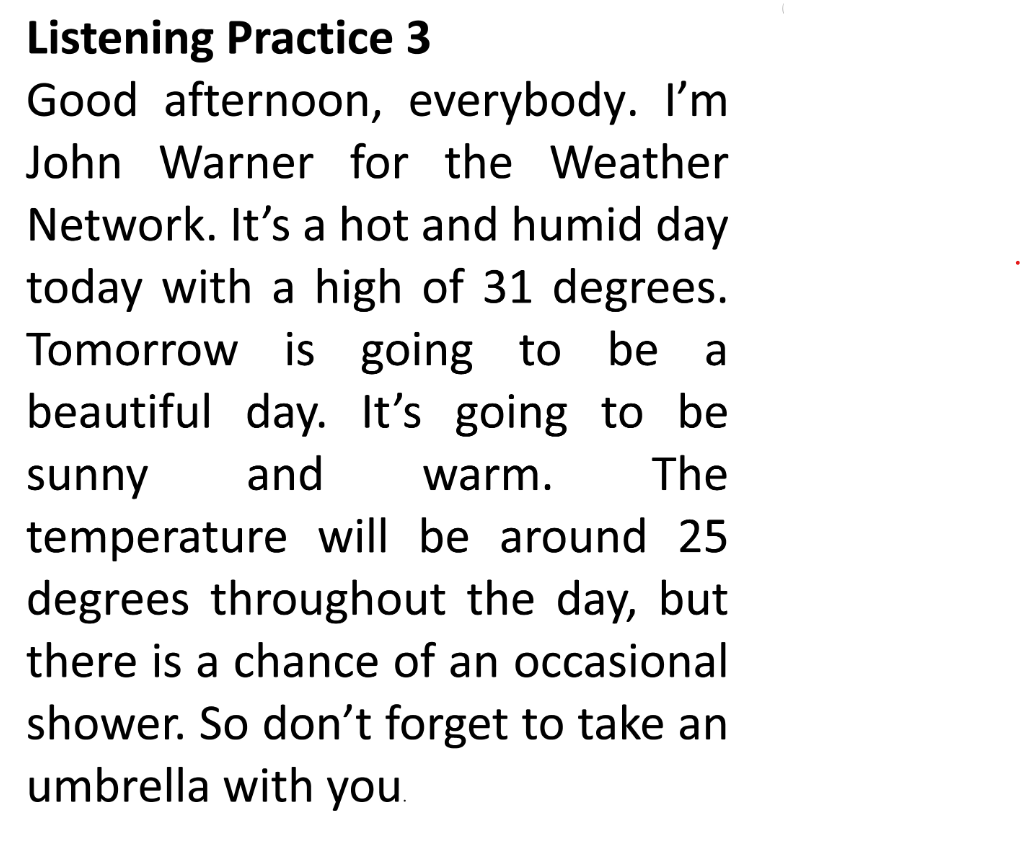 Listening Practice 3
Good afternoon, everybody. I’m
John Warner for the Weather
Network. It’s a hot and humid day
today with a high of 31 degrees.
Tomorrow is going to be a
beautiful day. It’s going to be
sunny and warm. The
temperature will be around 25
degrees throughout the day, but
there is a chance of an occasional
shower. So don’t forget to take an
umbrella with you.